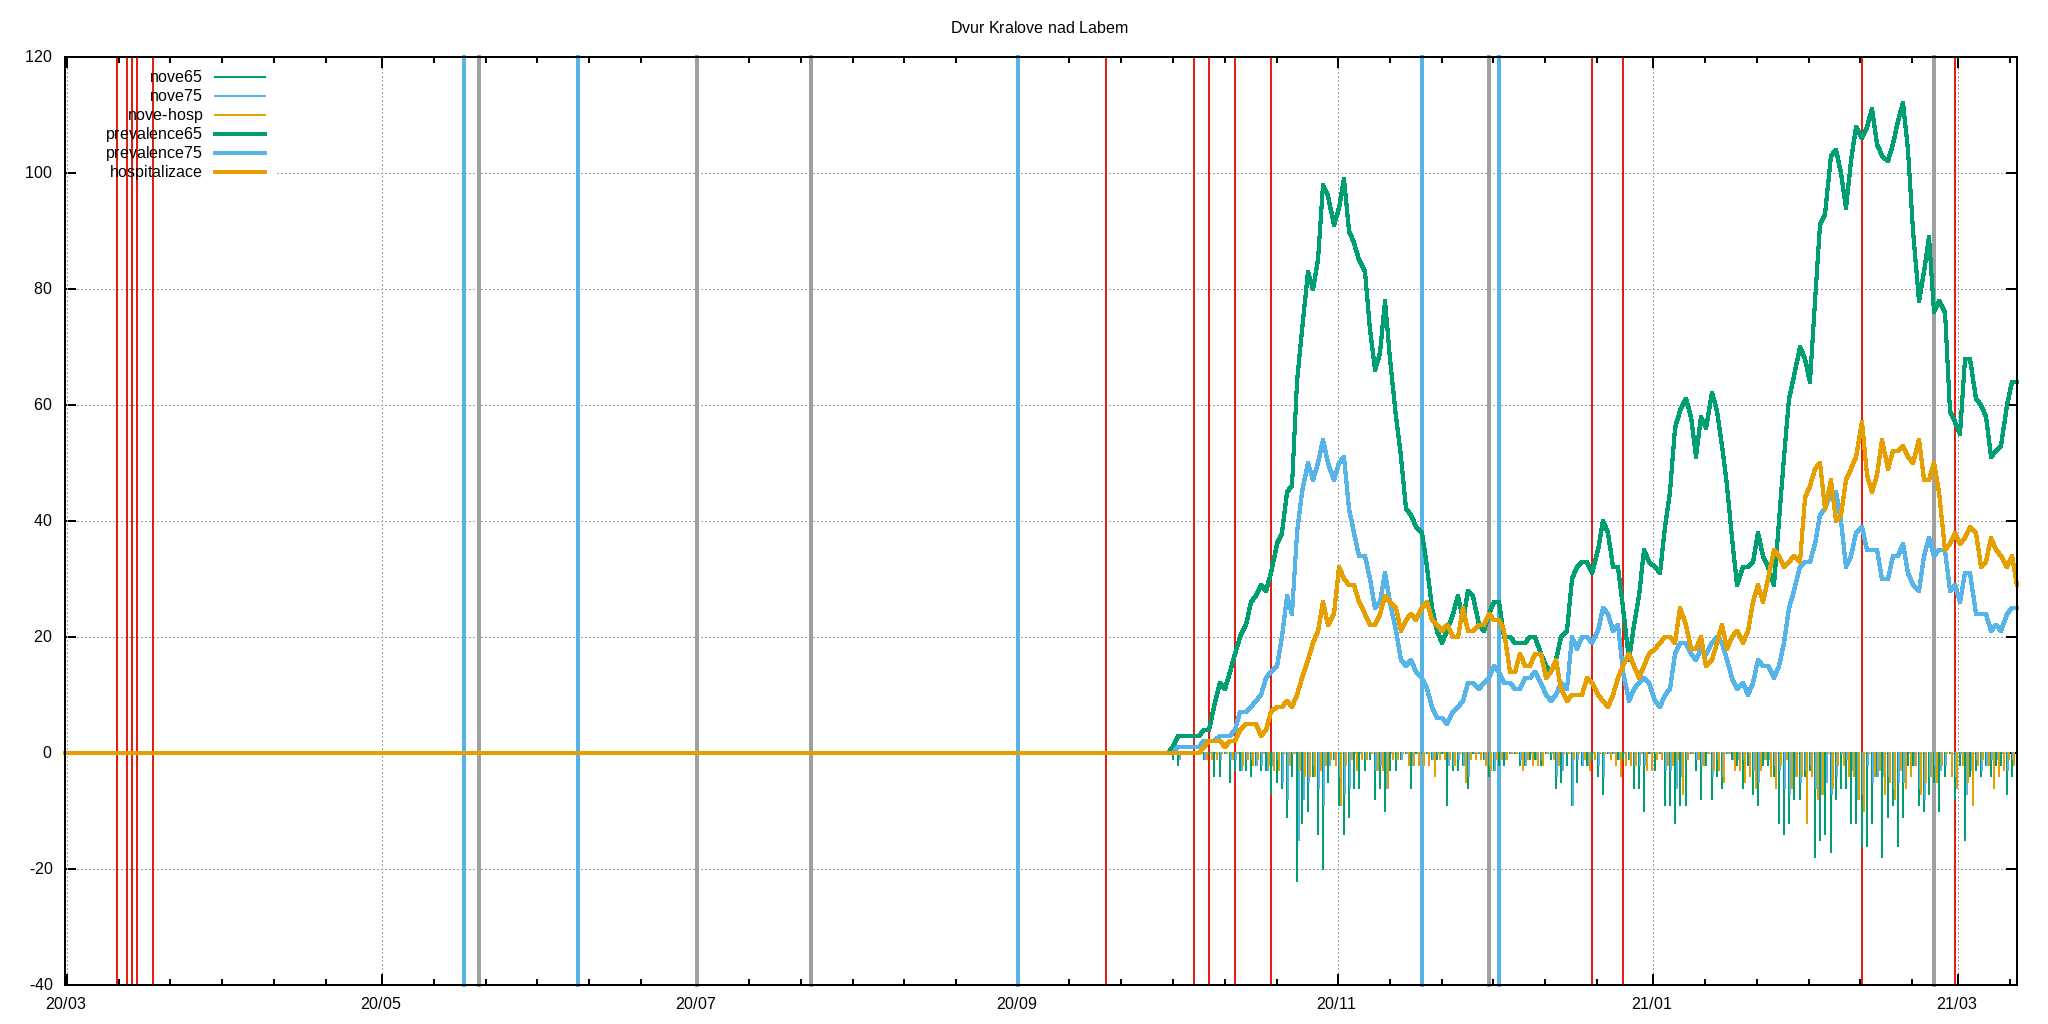 Dvur Kralove nad Labem
120
100
80
60
40
20
0
-20
-40
nove65
nove75
nove-hosp
prevalence65
prevalence75
hospitalizace
20/03 20/05 20/07 20/09 20/11 21/01 21/03